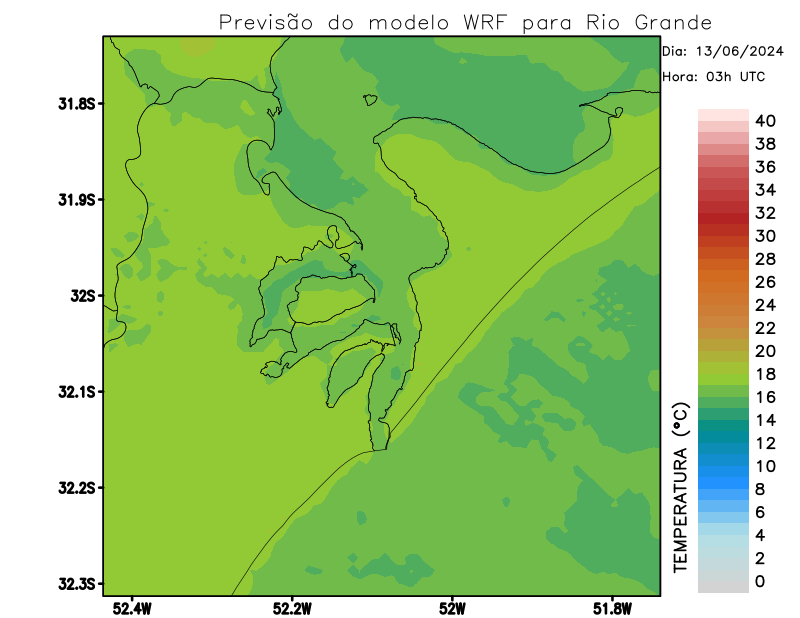 Previsão do modelo WRF para Rio Grande
Dia: 13/06/2024
Hora: 03h UTC
31.8S
31.9S
32S
32.1S
32.2S
32.3S
52.4W
52.2W
52W
51.8W
TEMPERATURA (°C)
40
38
36
34
32
30
28
26
24
22
20
18
16
14
12
10
8
6
4
2
0